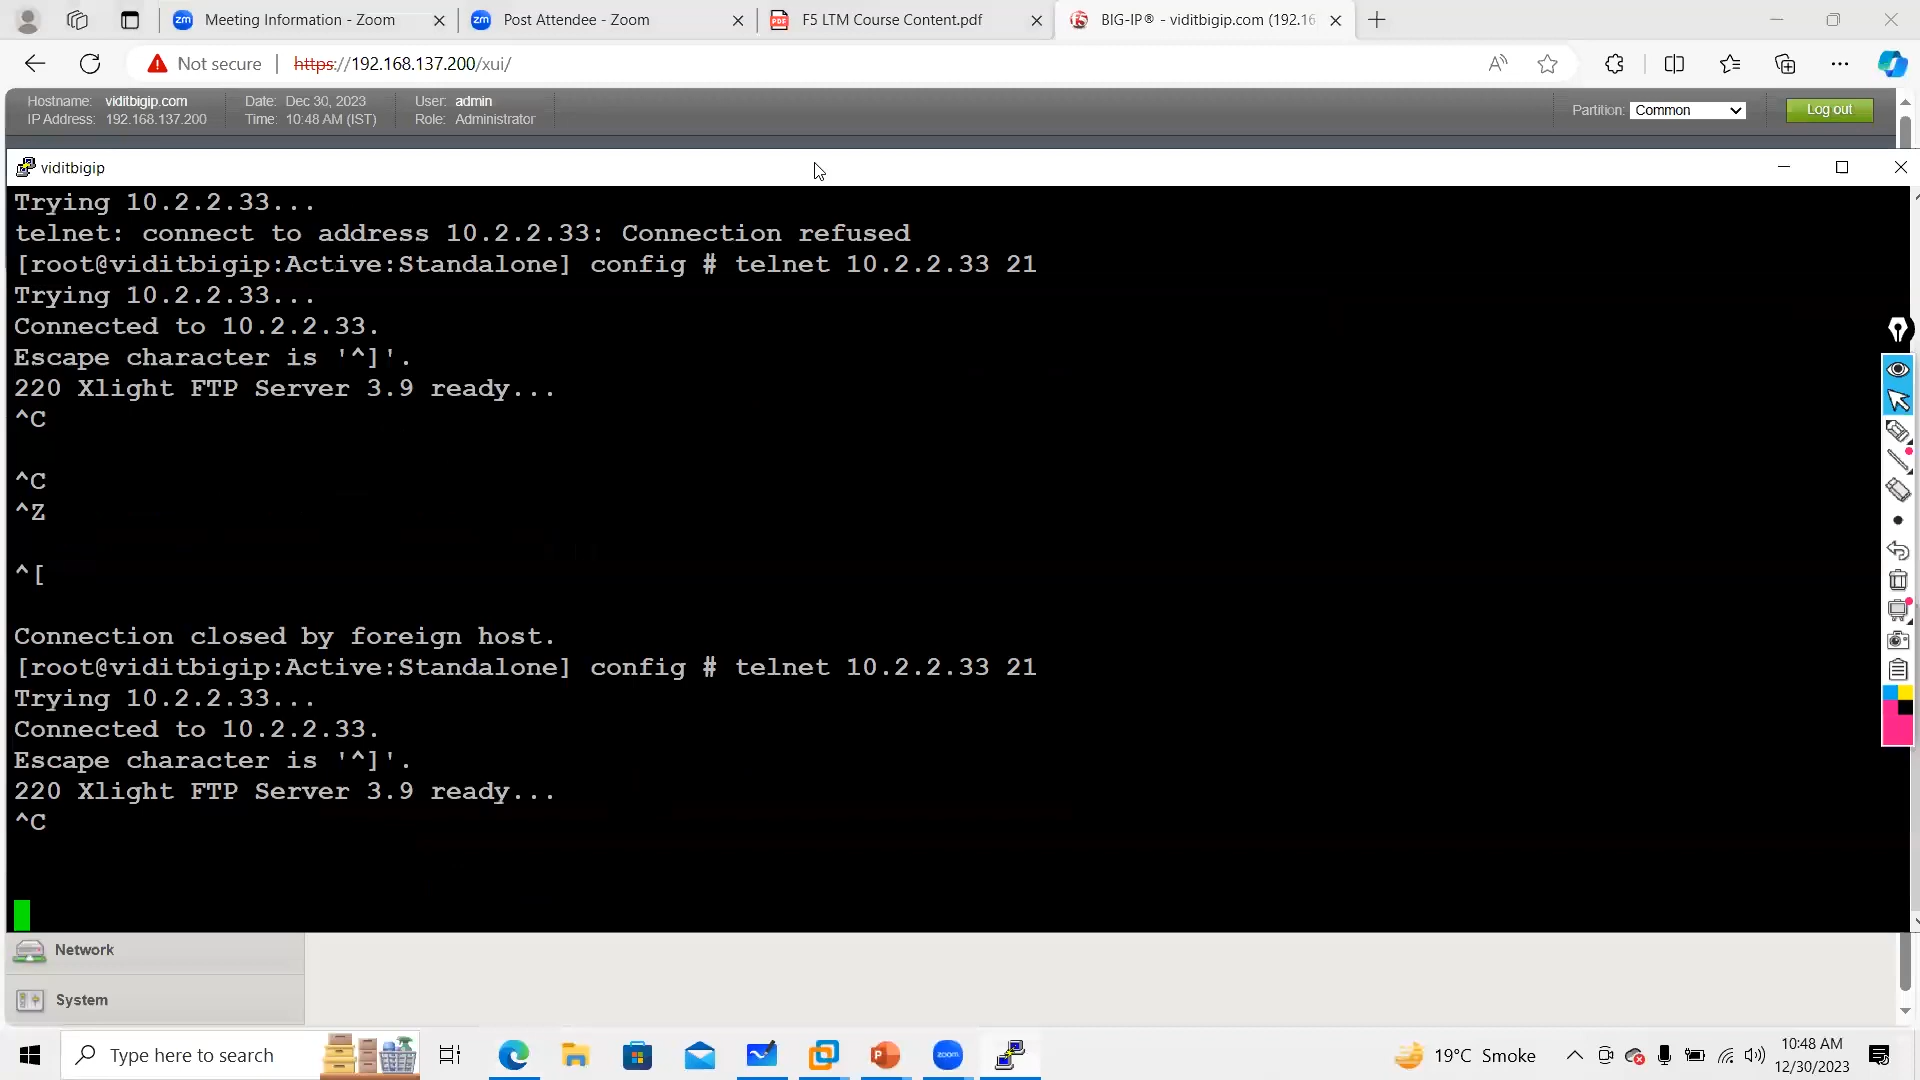 Meeting Information - Zoom
Post Attendee - Zoom
F5 LTM Course Content.pdf
BIG-IP® - viditbigip.com (192.16
Not secure
https://192.168.137.200/xui/
Hostname: viditbigip.com Date: Dec 30, 2023 User: admin
IP Address: 192.168.137.200 Time: 10:48 AM (IST) Role: Administrator
Partition: Common
Log out
viditbigip
Trying 10.2.2.33...
telnet: connect to address 10.2.2.33: Connection refused
[root@viditbigip:Active:Standalone] config # telnet 10.2.2.33 21
Trying 10.2.2.33...
Connected to 10.2.2.33.
Escape character is '^]'.
220 Xlight FTP Server 3.9 ready...
^C
^C
^Z
^[
Connection closed by foreign host.
[root@viditbigip:Active:Standalone] config # telnet 10.2.2.33 21
Trying 10.2.2.33...
Connected to 10.2.2.33.
Escape character is '^]'.
220 Xlight FTP Server 3.9 ready...
^C
Network
System
Type here to search
19°C Smoke
10:48 AM
12/30/2023